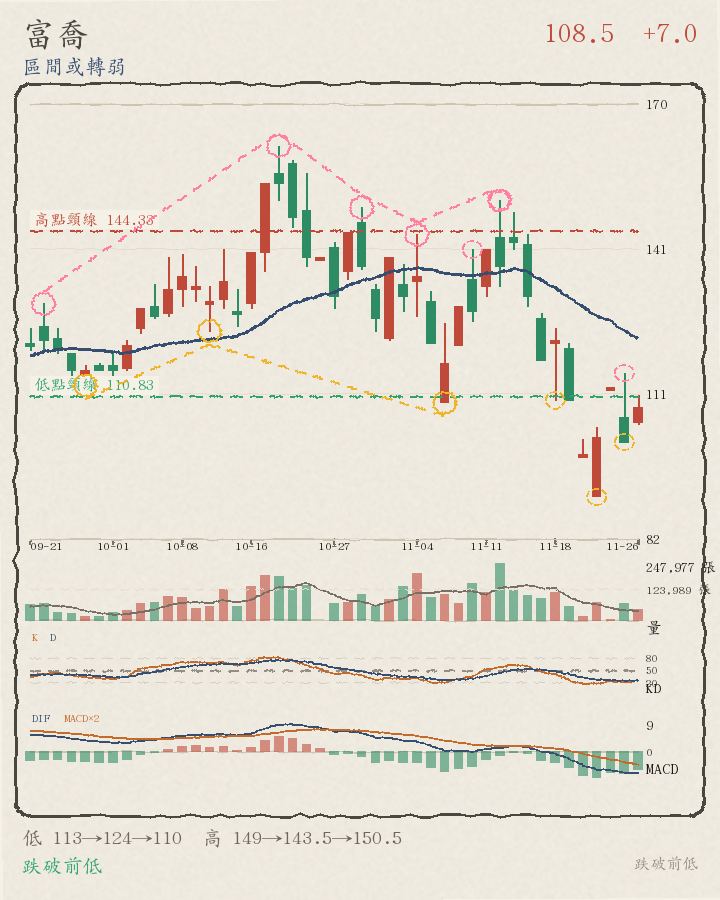 富喬 108.5 +7.0
區間或轉弱
170
高點頸線 144.33
141
低點頸線 110.83
111
82
09-21 10-01 10-08 10-16 10-27 11-04 11-11 11-18 11-26
247,977 張
123,989 張
量
K D
80
50
20
KD
DIF MACD×2
9
0
MACD
低 113→124→110 高 149→143.5→150.5
跌破前低 跌破前低